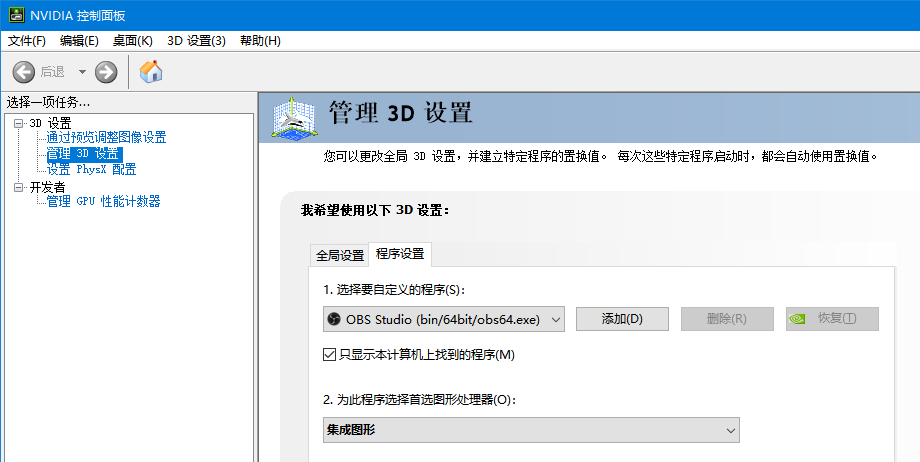 NVIDIA 控制面板
文件(F) 编辑(E) 桌面(K) 3D 设置(3) 帮助(H)
后退
选择一项任务...
3D 设置
通过预览调整图像设置
管理 3D 设置
设置 PhysX 配置
开发者
管理 GPU 性能计数器
管理 3D 设置
您可以更改全局 3D 设置，并建立特定程序的置换值。 每次这些特定程序启动时，都会自动使用置换值。
我希望使用以下 3D 设置：
全局设置 程序设置
1. 选择要自定义的程序(S)：
OBS Studio (bin/64bit/obs64.exe) 添加(D) 删除(R) 恢复(T)
只显示本计算机上找到的程序(M)
2. 为此程序选择首选图形处理器(O)：
集成图形